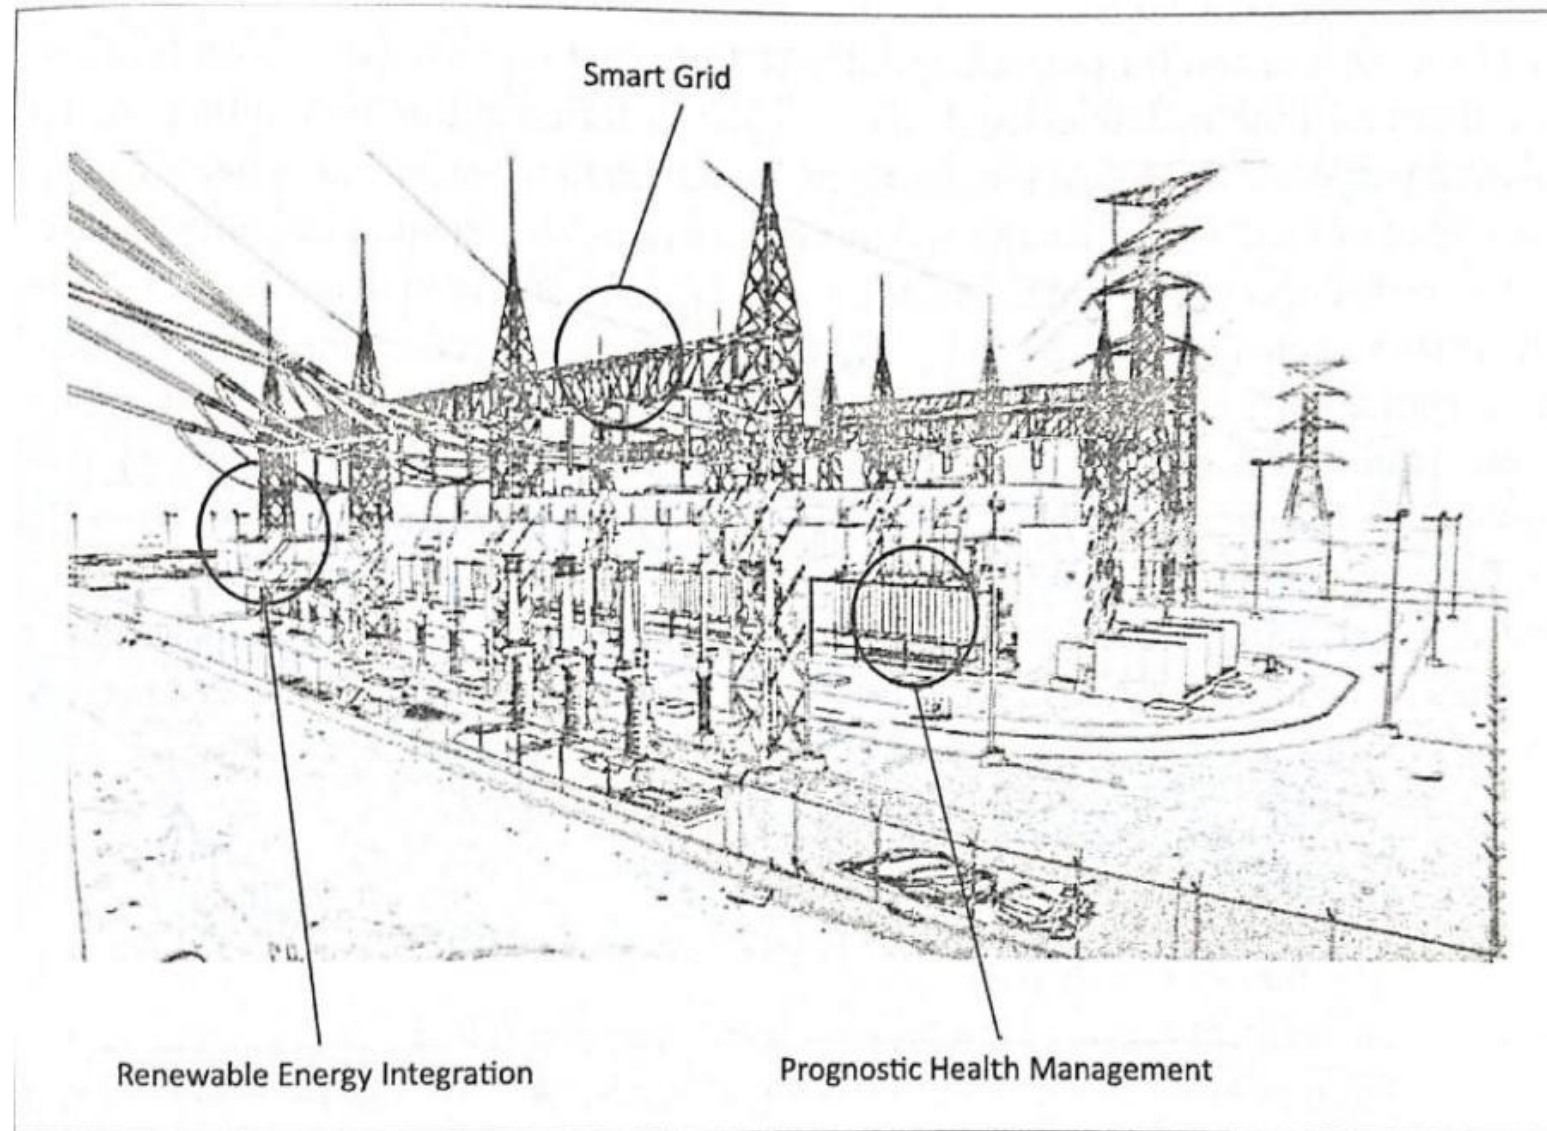 Smart Grid
Renewable Energy Integration
Prognostic Health Management